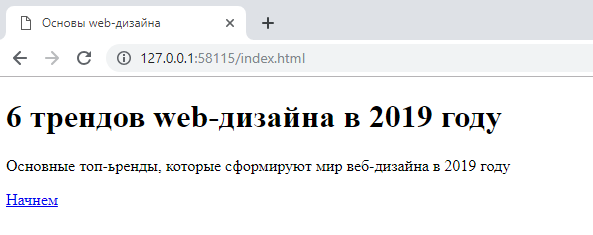 Основы web-дизайна
127.0.0.1:58115/index.html
6 трендов web-дизайна в 2019 году
Основные топ-ьренды, которые сформируют мир веб-дизайна в 2019 году
Начнем